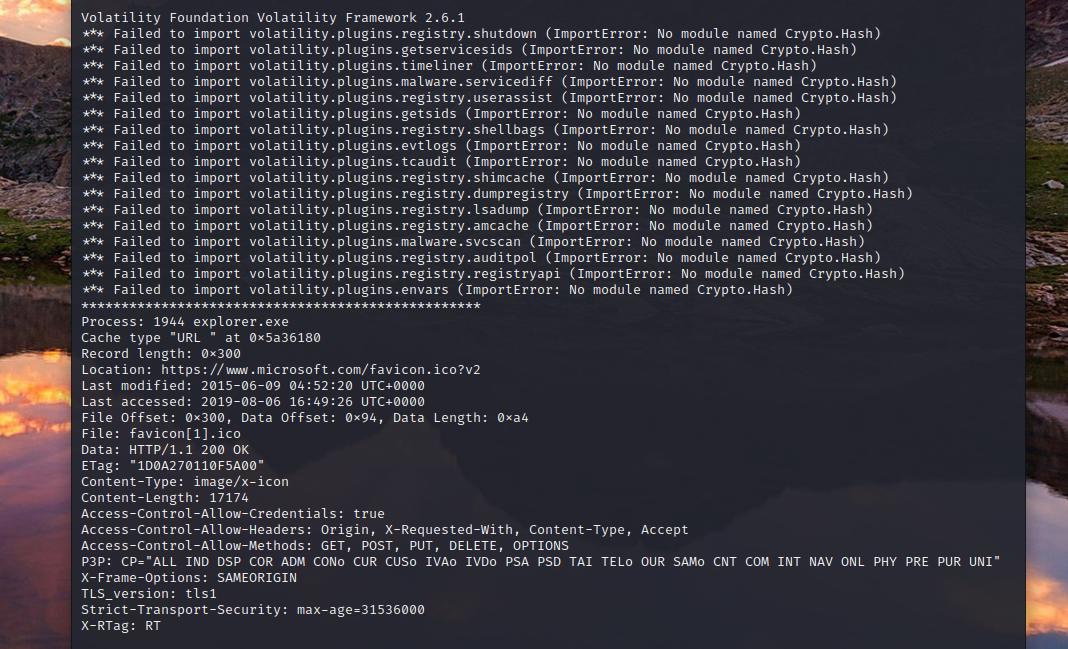 Volatility Foundation Volatility Framework 2.6.1
*** Failed to import volatility.plugins.registry.shutdown (ImportError: No module named Crypto.Hash)
*** Failed to import volatility.plugins.getservicesids (ImportError: No module named Crypto.Hash)
*** Failed to import volatility.plugins.timeliner (ImportError: No module named Crypto.Hash)
*** Failed to import volatility.plugins.malware.servicediff (ImportError: No module named Crypto.Hash)
*** Failed to import volatility.plugins.registry.userassist (ImportError: No module named Crypto.Hash)
*** Failed to import volatility.plugins.getsids (ImportError: No module named Crypto.Hash)
*** Failed to import volatility.plugins.registry.shellbags (ImportError: No module named Crypto.Hash)
*** Failed to import volatility.plugins.evtlogs (ImportError: No module named Crypto.Hash)
*** Failed to import volatility.plugins.tcaudit (ImportError: No module named Crypto.Hash)
*** Failed to import volatility.plugins.registry.shimcache (ImportError: No module named Crypto.Hash)
*** Failed to import volatility.plugins.registry.dumpregistry (ImportError: No module named Crypto.Hash)
*** Failed to import volatility.plugins.registry.lsadump (ImportError: No module named Crypto.Hash)
*** Failed to import volatility.plugins.registry.amcache (ImportError: No module named Crypto.Hash)
*** Failed to import volatility.plugins.malware.svcscan (ImportError: No module named Crypto.Hash)
*** Failed to import volatility.plugins.registry.auditpol (ImportError: No module named Crypto.Hash)
*** Failed to import volatility.plugins.registry.registryapi (ImportError: No module named Crypto.Hash)
*** Failed to import volatility.plugins.envars (ImportError: No module named Crypto.Hash)
**************************************************
Process: 1944 explorer.exe
Cache type "URL " at 0x5a36180
Record length: 0x300
Location: https://www.microsoft.com/favicon.ico?v2
Last modified: 2015-06-09 04:52:20 UTC+0000
Last accessed: 2019-08-06 16:49:26 UTC+0000
File Offset: 0x300, Data Offset: 0x94, Data Length: 0xa4
File: favicon[1].ico
Data: HTTP/1.1 200 OK
ETag: "1D0A270110F5A00"
Content-Type: image/x-icon
Content-Length: 17174
Access-Control-Allow-Credentials: true
Access-Control-Allow-Headers: Origin, X-Requested-With, Content-Type, Accept
Access-Control-Allow-Methods: GET, POST, PUT, DELETE, OPTIONS
P3P: CP="ALL IND DSP COR ADM CONo CUR CUSo IVAo IVDo PSA PSD TAI TELo OUR SAMo CNT COM INT NAV ONL PHY PRE PUR UNI"
X-Frame-Options: SAMEORIGIN
TLS_version: tls1
Strict-Transport-Security: max-age=31536000
X-RTag: RT